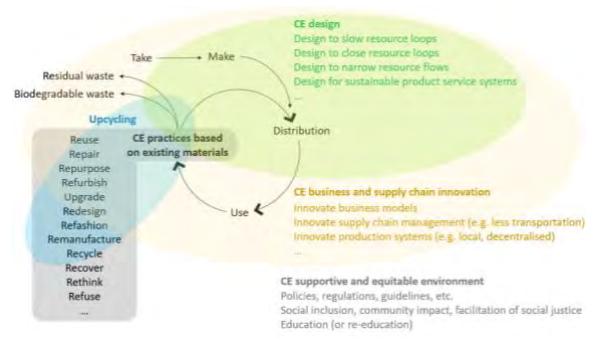 CE design
Design to slow resource loops
Design to close resource loops
Design to narrow resource flows
Design for sustainable product service systems
...
Take
Make
Residual waste
Biodegradable waste
Upcycling
CE practices based
on existing materials
Distribution
Use
Reuse
Repair
Repurpose
Refurbish
Upgrade
Redesign
Refashion
Remanufacture
Recycle
Recover
Rethink
Refuse
...
CE business and supply chain innovation
Innovate business models
Innovate supply chain management (e.g. less transportation)
Innovate production systems (e.g. local, decentralised)
...
CE supportive and equitable environment
Policies, regulations, guidelines, etc.
Social inclusion, community impact, facilitation of social justice
Education (or re-education)